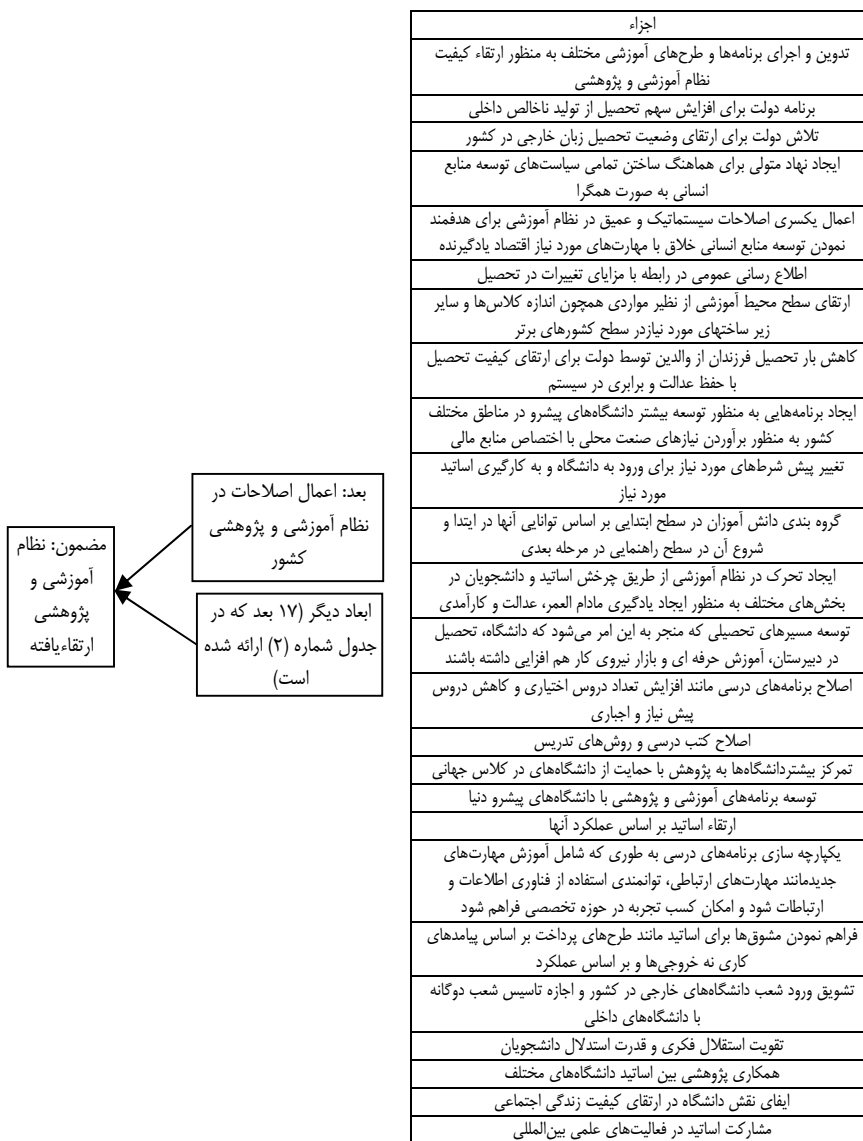 اجزاء
تدوین و اجرای برنامه‌ها و طرح‌های آموزشی مختلف به منظور ارتقاء کیفیت
نظام آموزشی و پژوهشی
برنامه دولت برای افزایش سهم تحصیل از تولید ناخالص داخلی
تلاش دولت برای ارتقای وضعیت تحصیل زبان خارجی در کشور
ایجاد نهاد متولی برای هماهنگ ساختن تمامی سیاست‌های توسعه منابع
انسانی به صورت همگرا
اعمال یکسری اصلاحات سیستماتیک و عمیق در نظام آموزشی برای هدفمند
نمودن توسعه منابع انسانی خلاق با مهارت‌های مورد نیاز اقتصاد یادگیرنده
اطلاع رسانی عمومی در رابطه با مزایای تغییرات در تحصیل
ارتقای سطح محیط آموزشی از نظیر مواردی همچون اندازه کلاس‌ها و سایر
زیر ساختهای مورد نیازدر سطح کشورهای برتر
کاهش بار تحصیل فرزندان از والدین توسط دولت برای ارتقای کیفیت تحصیل
با حفظ عدالت و برابری در سیستم
ایجاد برنامه‌هایی به منظور توسعه بیشتر دانشگاه‌های پیشرو در مناطق مختلف
کشور به منظور برآوردن نیازهای صنعت محلی با اختصاص منابع مالی
تغییر پیش شرط‌های مورد نیاز برای ورود به دانشگاه و به کارگیری اساتید
مورد نیاز
گروه بندی دانش آموزان در سطح ابتدایی بر اساس توانایی آنها در ایتدا و
شروع آن در سطح راهنمایی در مرحله بعدی
ایجاد تحرک در نظام آموزشی از طریق چرخش اساتید و دانشجویان در
بخش‌های مختلف به منظور ایجاد یادگیری مادام العمر، عدالت و کارآمدی
توسعه مسیرهای تحصیلی که منجر به این امر می‌شود که دانشگاه، تحصیل
در دبیرستان، آموزش حرفه ای و بازار نیروی کار هم افزایی داشته باشند
اصلاح برنامه‌های درسی مانند افزایش تعداد دروس اختیاری و کاهش دروس
پیش نیاز و اجباری
اصلاح کتب درسی و روش‌های تدریس
تمرکز بیشتردانشگاه‌ها به پژوهش با حمایت از دانشگاه‌های در کلاس جهانی
توسعه برنامه‌های آموزشی و پژوهشی با دانشگاه‌های پیشرو دنیا
ارتقاء اساتید بر اساس عملکرد آنها
یکپارچه سازی برنامه‌های درسی به طوری که شامل آموزش مهارت‌های
جدیدمانند مهارت‌های ارتباطی، توانمندی استفاده از فناوری اطلاعات و
ارتباطات شود و امکان کسب تجربه در حوزه تخصصی فراهم شود
فراهم نمودن مشوق‌ها برای اساتید مانند طرح‌های پرداخت بر اساس پیامدهای
کاری نه خروجی‌ها و بر اساس عملکرد
تشویق ورود شعب دانشگاه‌های خارجی در کشور و اجازه تاسیس شعب دوگانه
با دانشگاه‌های داخلی
تقویت استقلال فکری و قدرت استدلال دانشجویان
همکاری پژوهشی بین اساتید دانشگاه‌های مختلف
ایفای نقش دانشگاه در ارتقای کیفیت زندگی اجتماعی
مشارکت اساتید در فعالیت‌های علمی بین‌المللی
بعد: اعمال اصلاحات در
نظام آموزشی و پژوهشی
کشور
ابعاد دیگر (۱۷ بعد که در
جدول شماره (۲) ارائه شده
است)
مضمون: نظام
آموزشی و
پژوهشی
ارتقاءیافته